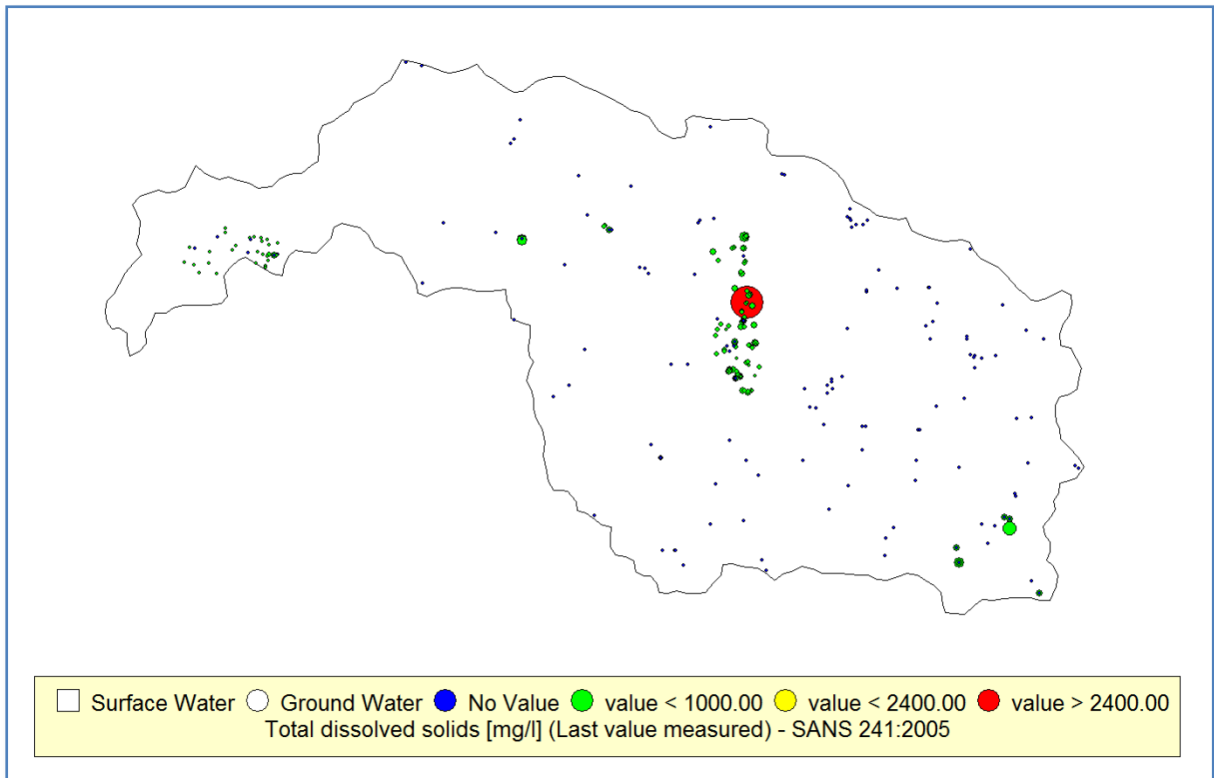 Surface Water Ground Water No Value value < 1000.00 value < 2400.00 value > 2400.00
Total dissolved solids [mg/l] (Last value measured) - SANS 241:2005